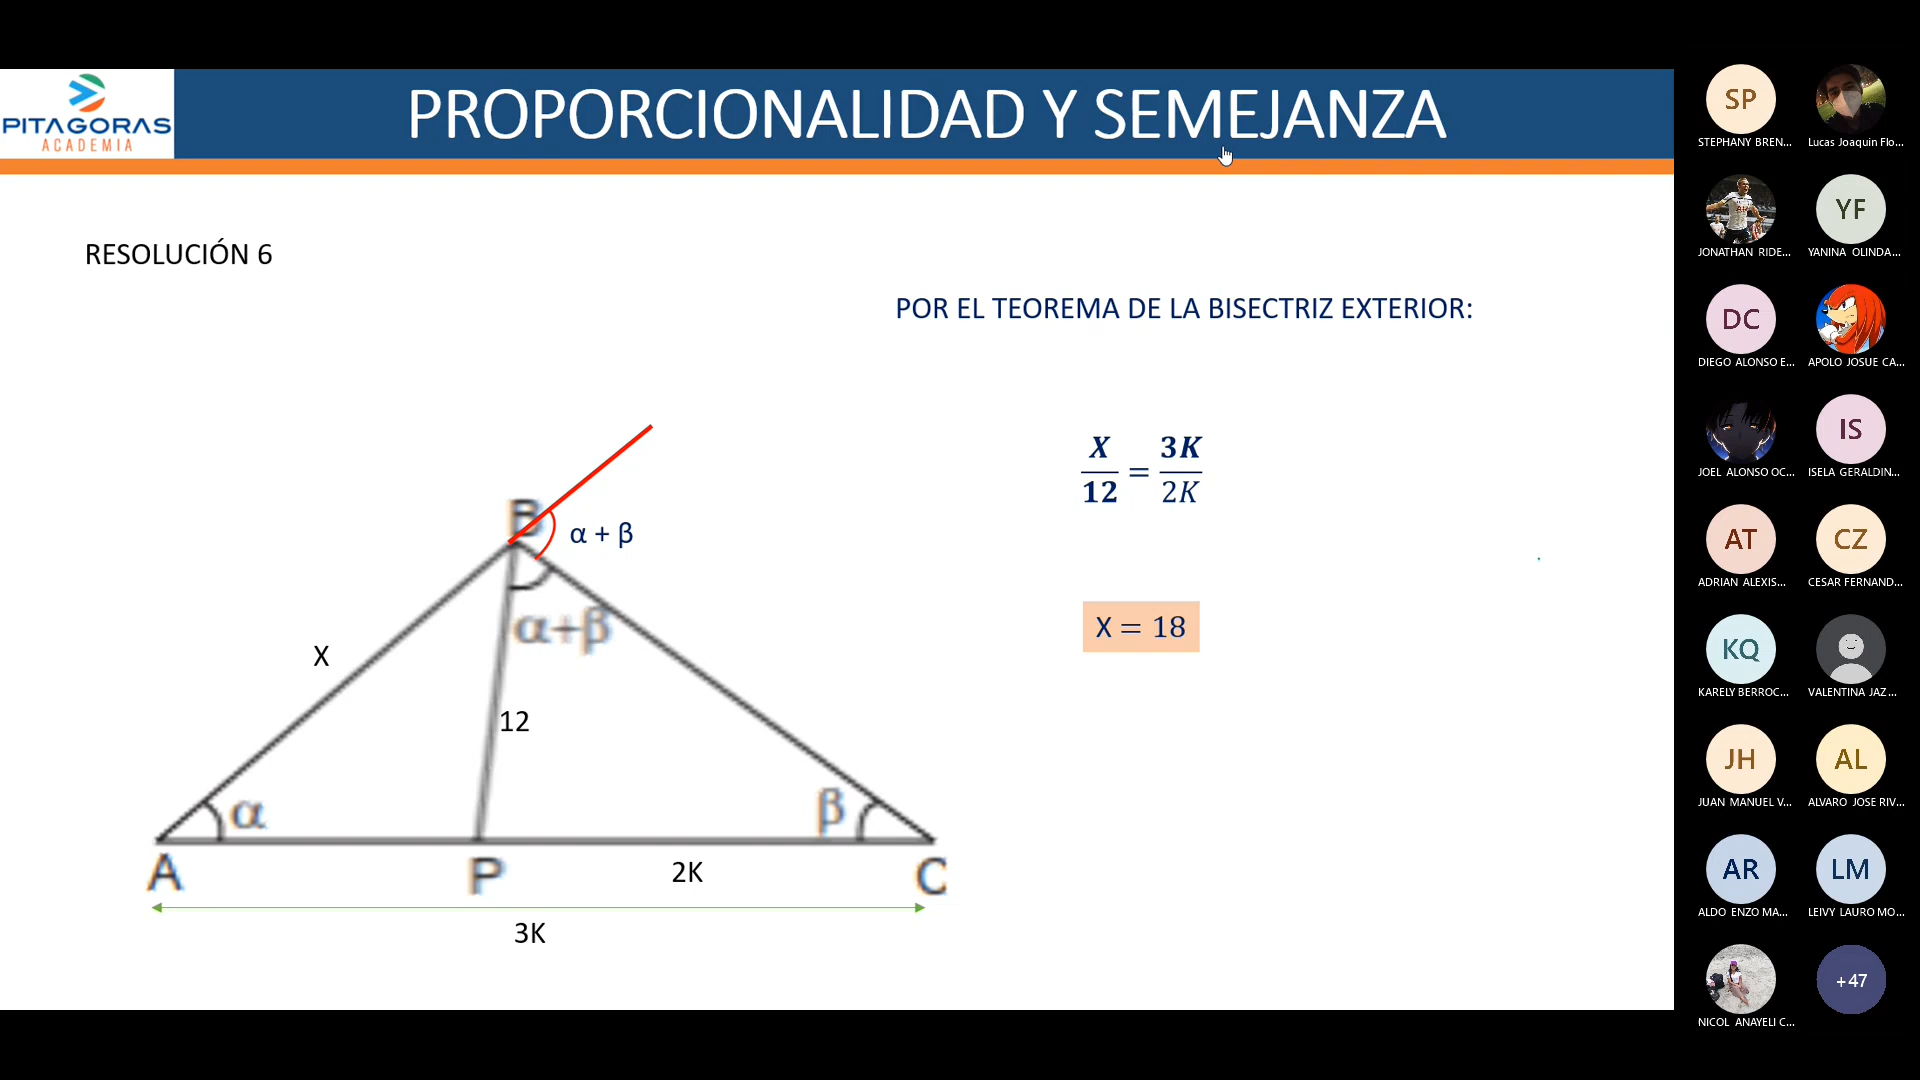 PITAGORAS
ACADEMIA
PROPORCIONALIDAD Y SEMEJANZA
RESOLUCIÓN 6
POR EL TEOREMA DE LA BISECTRIZ EXTERIOR:
X/12 = 3K/2K
X = 18
B
α + β
α+β
X
12
α
β
A
P
2K
C
3K
SP
STEPHANY BREN...
Lucas Joaquin Flo...
JONATHAN RIDE...
YF
YANINA OLINDA...
DC
DIEGO ALONSO E...
APOLO JOSUE CA...
JOEL ALONSO OC...
IS
ISELA GERALDIN...
AT
ADRIAN ALEXIS...
CZ
CESAR FERNAND...
KQ
KARELY BERROC...
VALENTINA JAZ...
JH
JUAN MANUEL V...
AL
ALVARO JOSE RIV...
AR
ALDO ENZO MA...
LM
LEIVY LAURO MO...
NICOL ANAYELI C...
+47